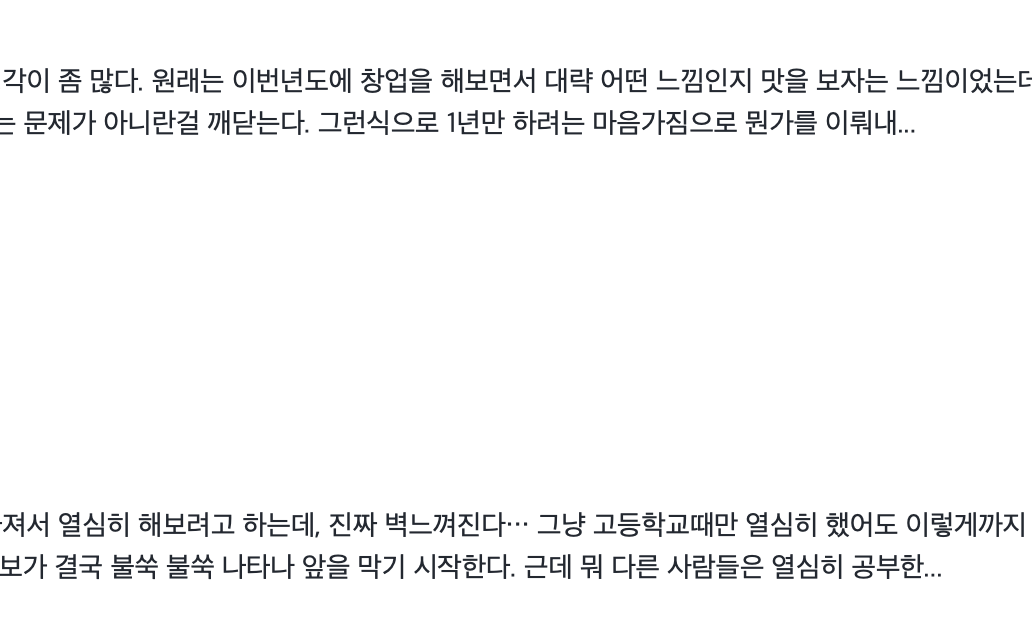 각이 좀 많다. 원래는 이번년도에 창업을 해보면서 대략 어떤 느낌인지 맛을 보자는 느낌이었는데
는 문제가 아니란걸 깨닫는다. 그런식으로 1년만 하려는 마음가짐으로 뭔가를 이뤄내...
져서 열심히 해보려고 하는데, 진짜 벽느껴진다… 그냥 고등학교때만 열심히 했어도 이렇게까지
보가 결국 불쑥 불쑥 나타나 앞을 막기 시작한다. 근데 뭐 다른 사람들은 열심히 공부한...